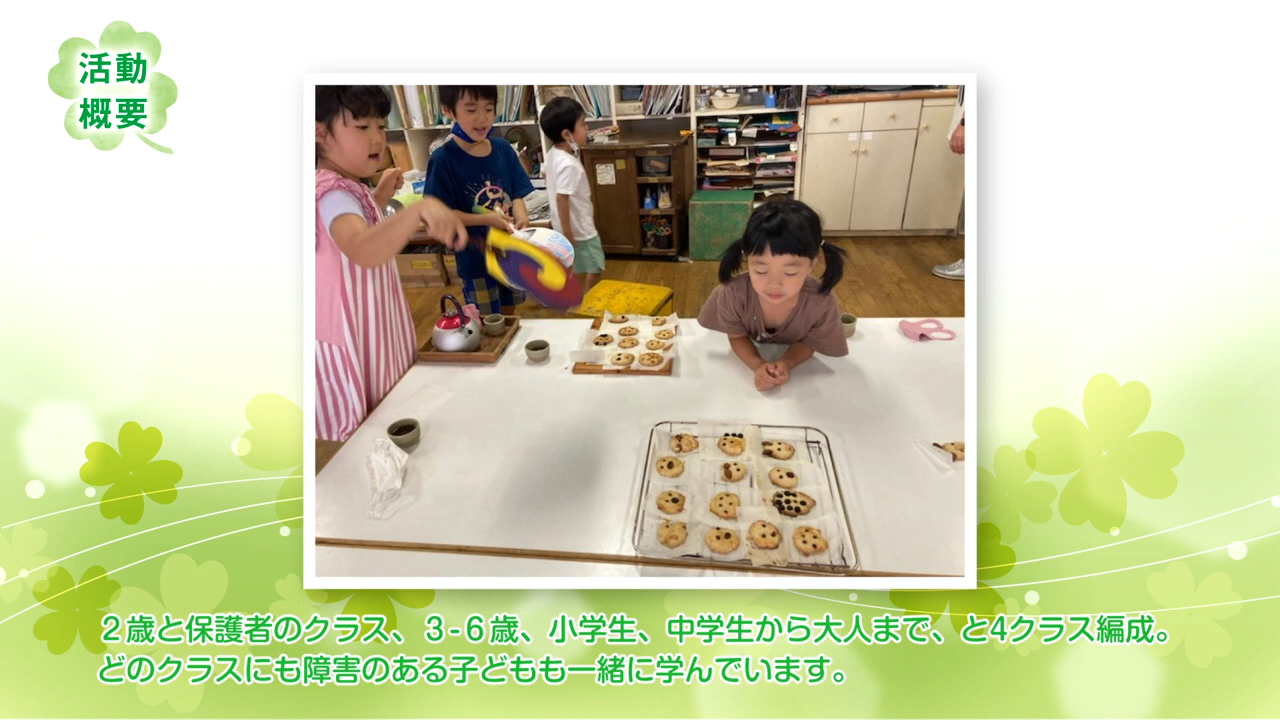 活動
概要
２歳と保護者のクラス、３-６歳、小学生、中学生から大人まで、と4クラス編成。
どのクラスにも障害のある子どもも一緒に学んでいます。